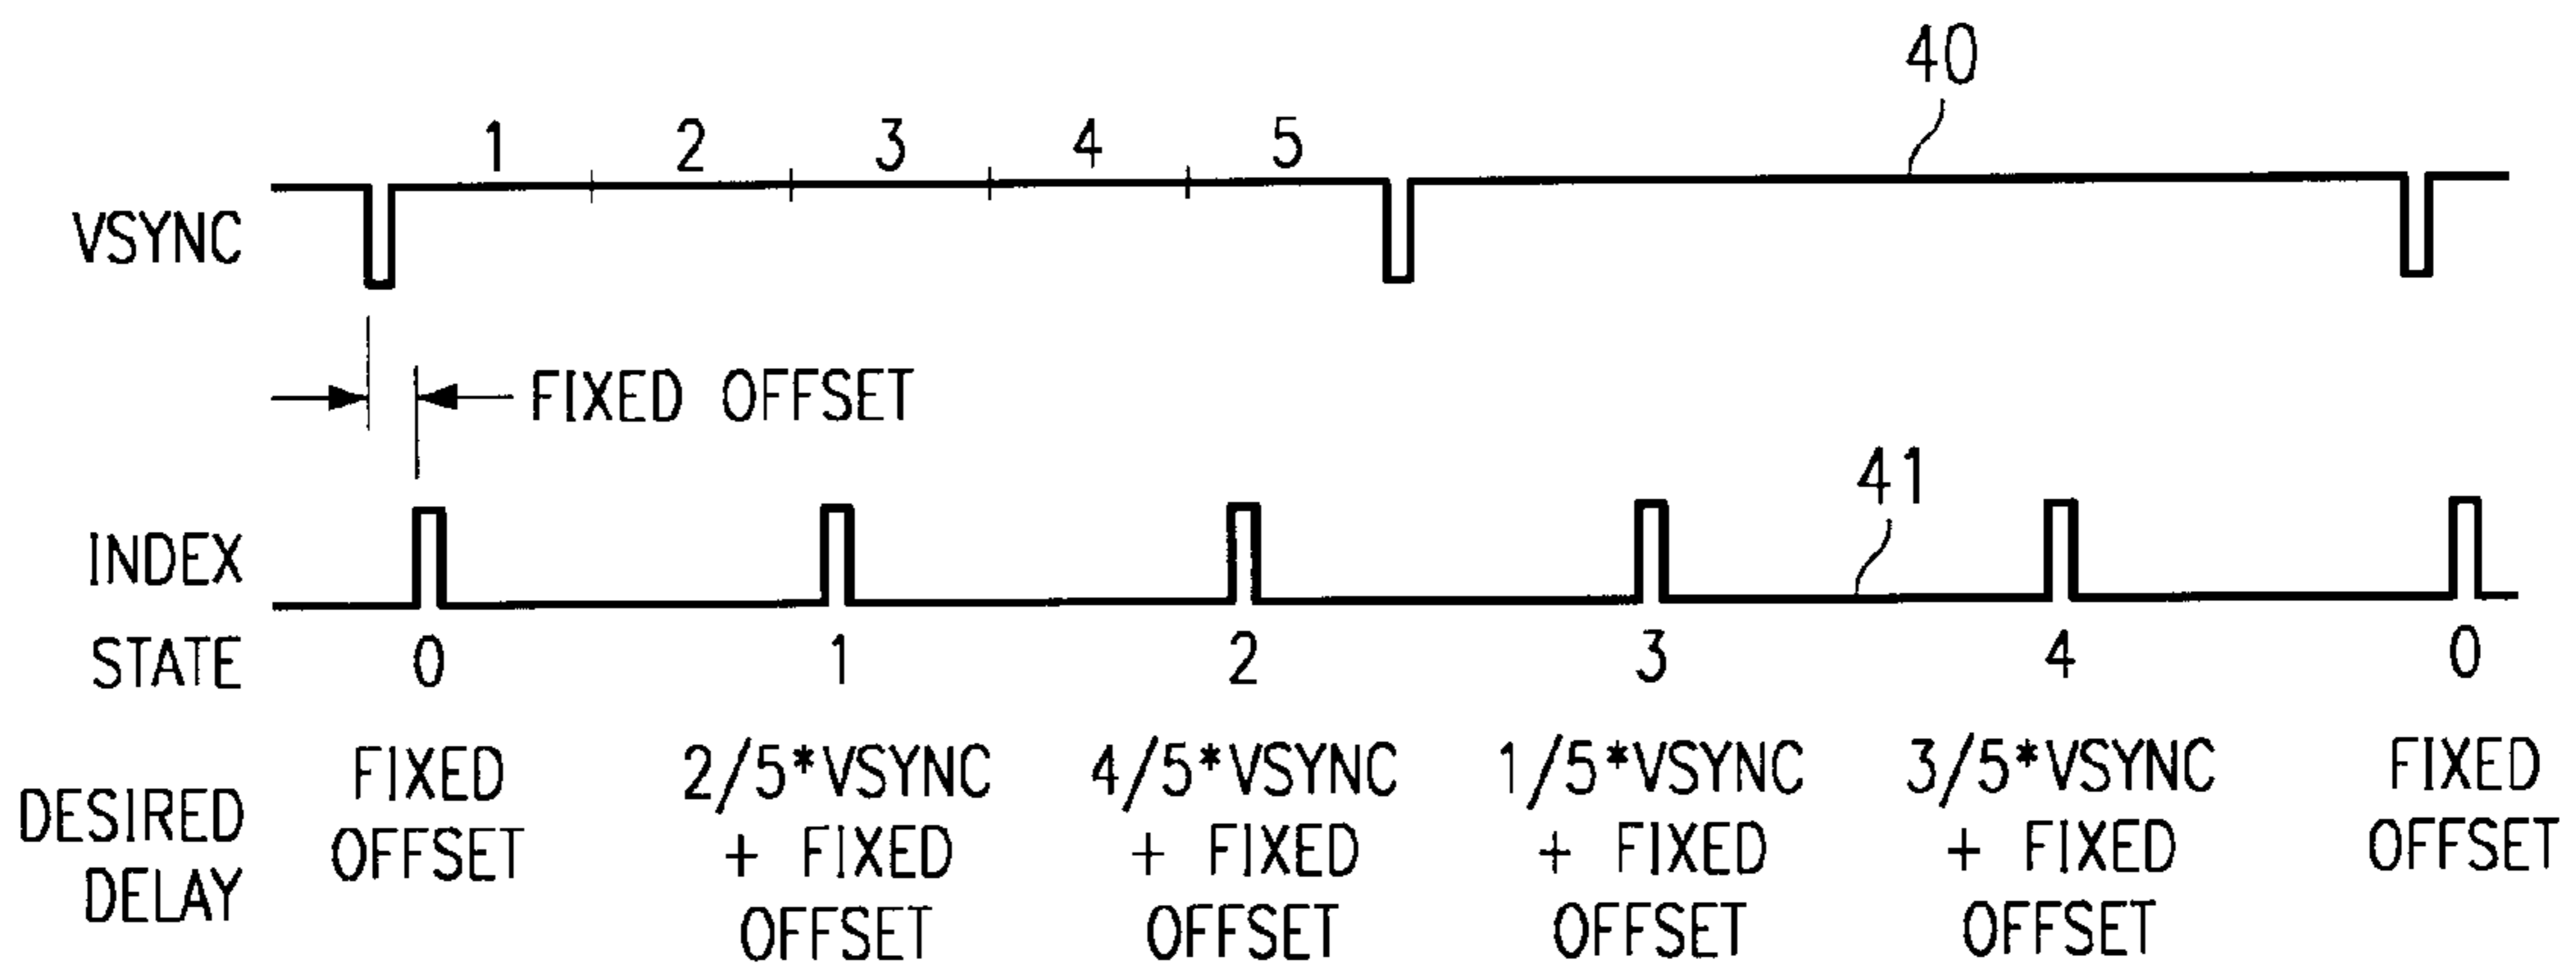 40
1 2 3 4 5
VSYNC
FIXED OFFSET
41
INDEX
STATE 0 1 2 3 4 0
DESIRED DELAY
FIXED OFFSET
2/5*VSYNC + FIXED OFFSET
4/5*VSYNC + FIXED OFFSET
1/5*VSYNC + FIXED OFFSET
3/5*VSYNC + FIXED OFFSET
FIXED OFFSET